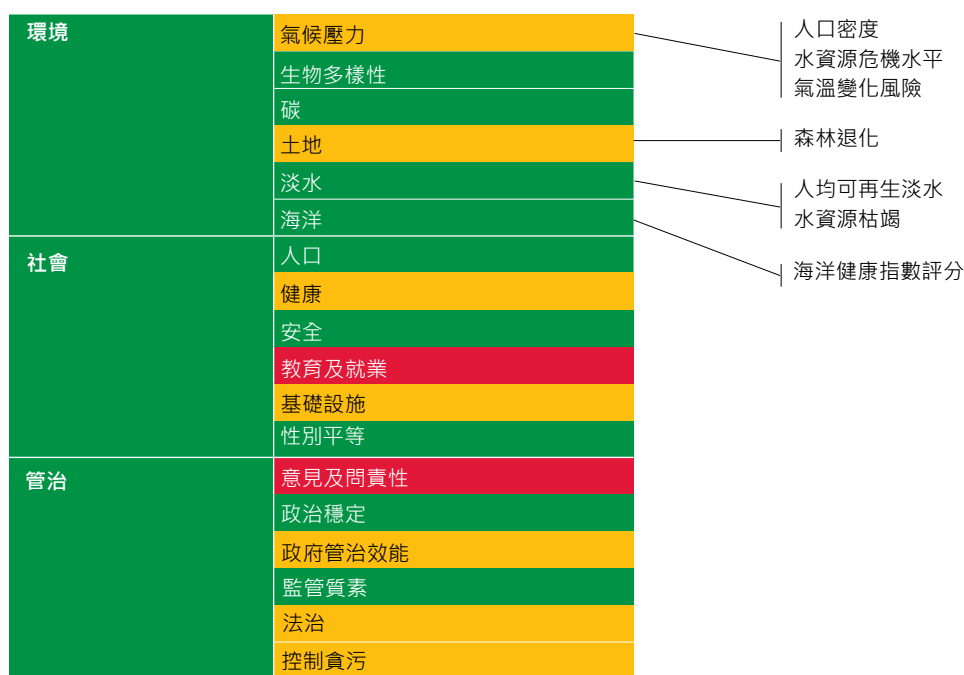 環境
氣候壓力
生物多樣性
碳
土地
淡水
海洋
人口密度
水資源危機水平
氣溫變化風險
森林退化
人均可再生淡水
水資源枯竭
海洋健康指數評分
社會
人口
健康
安全
教育及就業
基礎設施
性別平等
管治
意見及問責性
政治穩定
政府管治效能
監管質素
法治
控制貪污